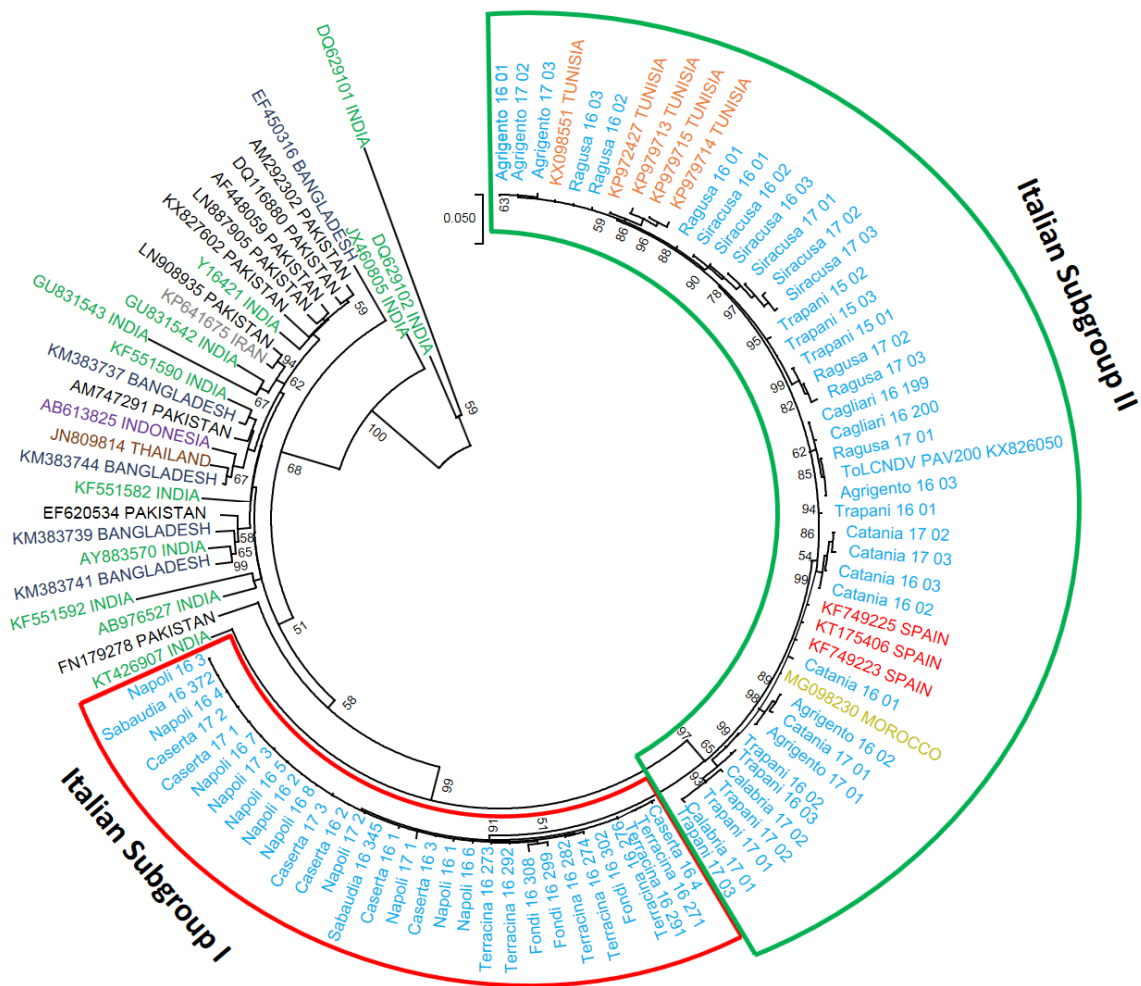 DQ629101 INDIA
DQ629102 INDIA
JX460805 INDIA
EF450316 BANGLADESH
AM292302 PAKISTAN
DQ116880 PAKISTAN
AF448059 PAKISTAN
LN887905 PAKISTAN
KX827602 PAKISTAN
Y16421 INDIA
LN908935 PAKISTAN
KP641675 IRAN
GU831542 INDIA
GU831543 INDIA
KF551590 INDIA
KM383737 BANGLADESH
AM747291 PAKISTAN
AB613825 INDONESIA
JN809814 THAILAND
KM383744 BANGLADESH
KF551582 INDIA
EF620534 PAKISTAN
KM383739 BANGLADESH
AY883570 INDIA
KM383741 BANGLADESH
KF551592 INDIA
AB976527 INDIA
FN179278 PAKISTAN
KT426907 INDIA
Napoli 16 3
Sabaudia 16 372
Napoli 16 4
Caserta 17 2
Caserta 17 1
Napoli 16 7
Napoli 17 3
Napoli 16 5
Napoli 16 2
Napoli 16 8
Caserta 17 3
Caserta 16 2
Napoli 17 2
Sabaudia 16 345
Caserta 16 1
Napoli 17 1
Caserta 16 3
Napoli 16 1
Napoli 16 6
Terracina 16 273
Terracina 16 292
Fondi 16 308
Fondi 16 299
Terracina 16 282
Terracina 16 274
Fondi 16 302
Terracina 16 276
Terracina 16 291
Terracina 16 271
Caserta 16 4
Trapani 17 03
Calabria 17 01
Trapani 17 01
Trapani 17 02
Calabria 17 02
Trapani 16 03
Trapani 16 02
Agrigento 17 01
Catania 17 01
Agrigento 16 02
MG098230 MOROCCO
Catania 16 01
KF749223 SPAIN
KT175406 SPAIN
KF749225 SPAIN
Catania 16 02
Catania 16 03
Catania 17 03
Catania 17 02
Trapani 16 01
Agrigento 16 03
ToLCNDV PAV200 KX826050
Ragusa 17 01
Cagliari 16 200
Cagliari 16 199
Ragusa 17 03
Ragusa 17 02
Trapani 15 01
Trapani 15 03
Trapani 15 02
Siracusa 17 03
Siracusa 17 02
Siracusa 17 01
Siracusa 16 03
Siracusa 16 02
Siracusa 16 01
Ragusa 16 01
KP979714 TUNISIA
KP979715 TUNISIA
KP979713 TUNISIA
KP972427 TUNISIA
Ragusa 16 02
Ragusa 16 03
KX098551 TUNISIA
Agrigento 17 03
Agrigento 17 02
Agrigento 16 01
0.050
63
59
86
96
88
90
78
97
95
99
82
62
85
94
86
54
99
89
98
99
65
97
93
51
91
99
58
51
68
100
59
59
94
62
67
67
58
65
99
Italian Subgroup I
Italian Subgroup II